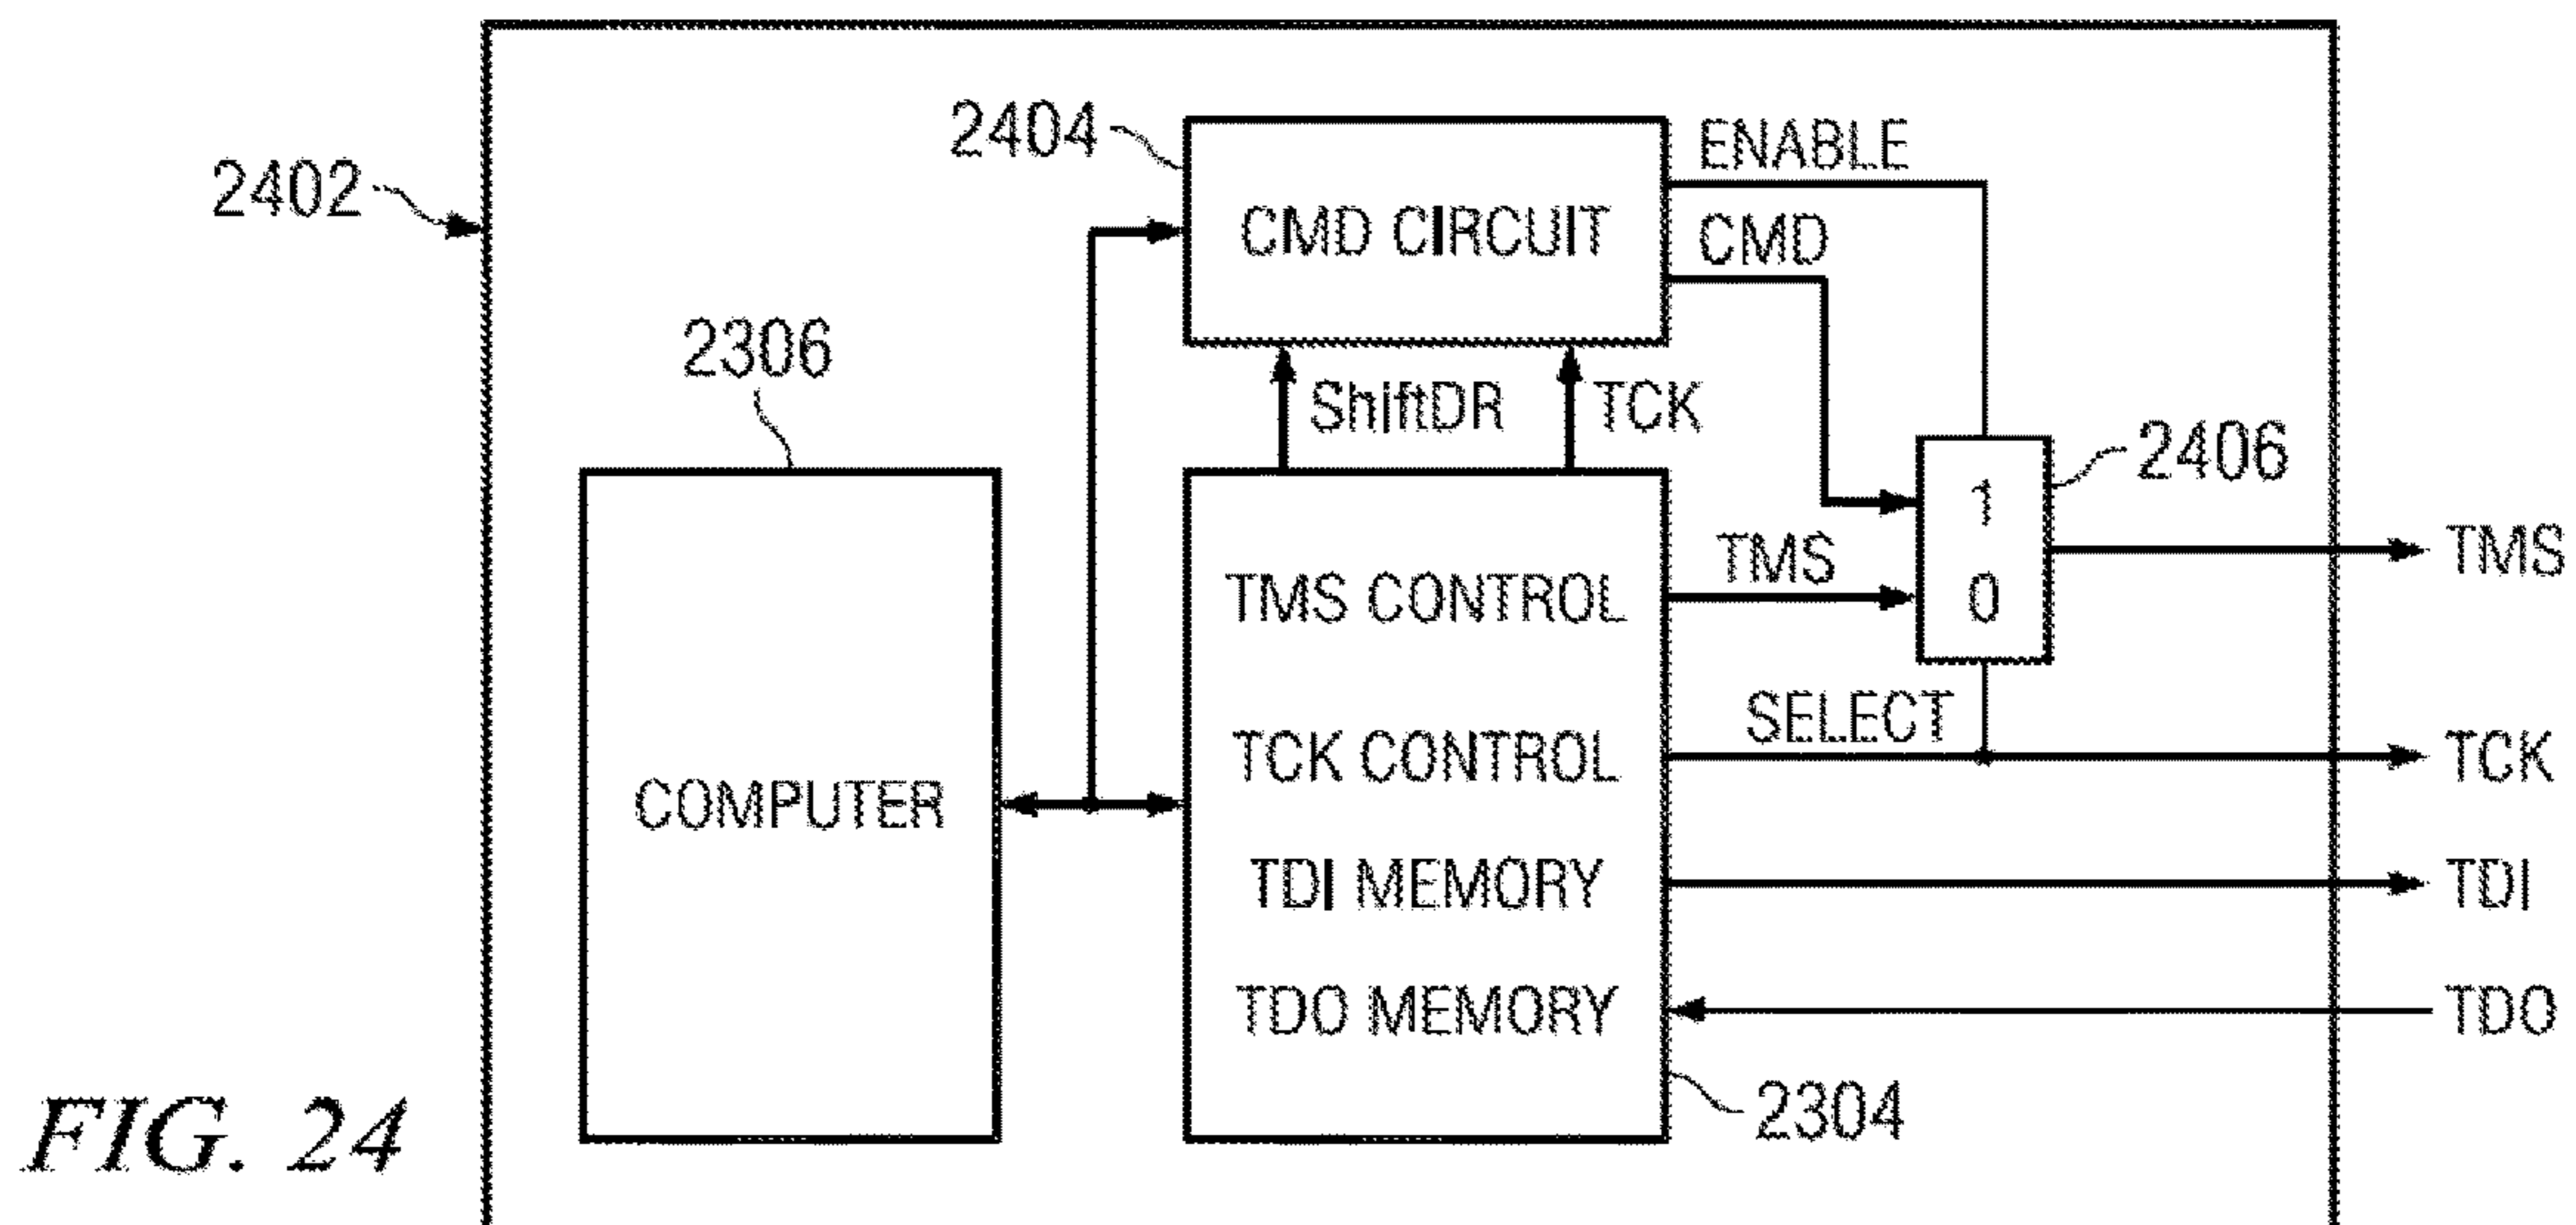 2402
2404
CMD CIRCUIT
ENABLE
CMD
2306
ShiftDR
TCK
2406
1
0
COMPUTER
TMS CONTROL
TCK CONTROL
TDI MEMORY
TDO MEMORY
TMS
SELECT
TMS
TCK
TDI
TDO
2304
FIG. 24